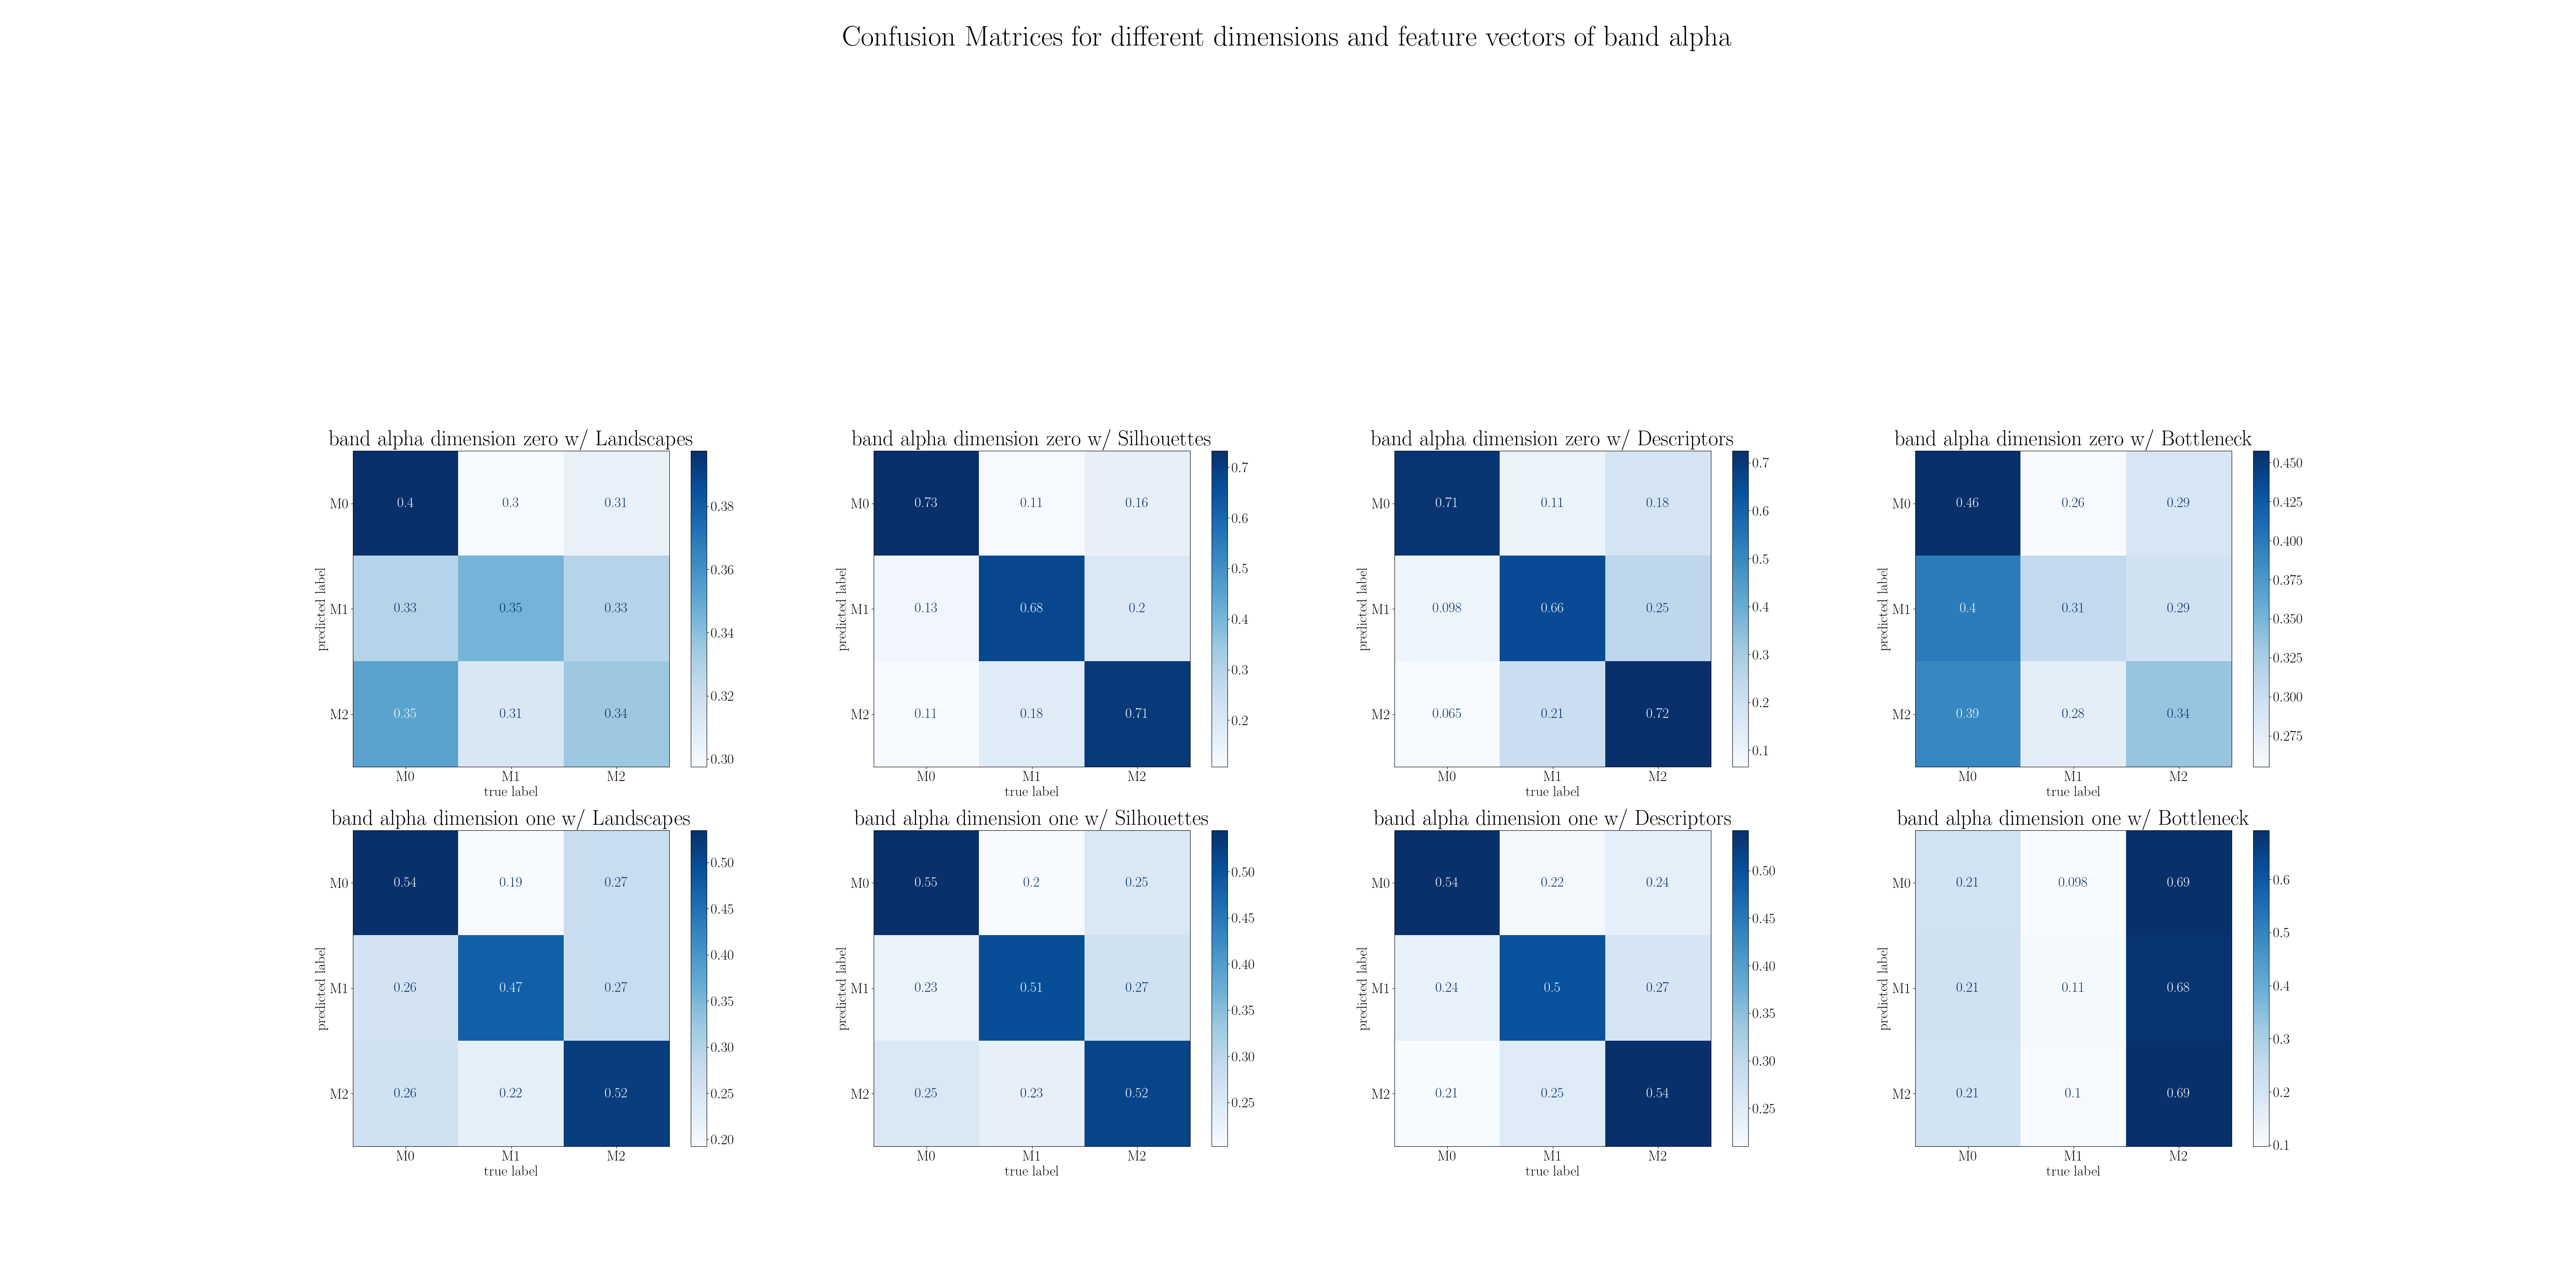 Confusion Matrices for different dimensions and feature vectors of band alpha
band alpha dimension zero w/ Landscapes
predicted label
M0 0.4 0.3 0.31
M1 0.33 0.35 0.33
M2 0.35 0.31 0.34
M0 M1 M2
true label
0.38
0.36
0.34
0.32
0.30
band alpha dimension zero w/ Silhouettes
predicted label
M0 0.73 0.11 0.16
M1 0.13 0.68 0.2
M2 0.11 0.18 0.71
M0 M1 M2
true label
0.7
0.6
0.5
0.4
0.3
0.2
band alpha dimension zero w/ Descriptors
predicted label
M0 0.71 0.11 0.18
M1 0.098 0.66 0.25
M2 0.065 0.21 0.72
M0 M1 M2
true label
0.7
0.6
0.5
0.4
0.3
0.2
0.1
band alpha dimension zero w/ Bottleneck
predicted label
M0 0.46 0.26 0.29
M1 0.4 0.31 0.29
M2 0.39 0.28 0.34
M0 M1 M2
true label
0.450
0.425
0.400
0.375
0.350
0.325
0.300
0.275
band alpha dimension one w/ Landscapes
predicted label
M0 0.54 0.19 0.27
M1 0.26 0.47 0.27
M2 0.26 0.22 0.52
M0 M1 M2
true label
0.50
0.45
0.40
0.35
0.30
0.25
0.20
band alpha dimension one w/ Silhouettes
predicted label
M0 0.55 0.2 0.25
M1 0.23 0.51 0.27
M2 0.25 0.23 0.52
M0 M1 M2
true label
0.50
0.45
0.40
0.35
0.30
0.25
band alpha dimension one w/ Descriptors
predicted label
M0 0.54 0.22 0.24
M1 0.24 0.5 0.27
M2 0.21 0.25 0.54
M0 M1 M2
true label
0.50
0.45
0.40
0.35
0.30
0.25
band alpha dimension one w/ Bottleneck
predicted label
M0 0.21 0.098 0.69
M1 0.21 0.11 0.68
M2 0.21 0.1 0.69
M0 M1 M2
true label
0.6
0.5
0.4
0.3
0.2
0.1